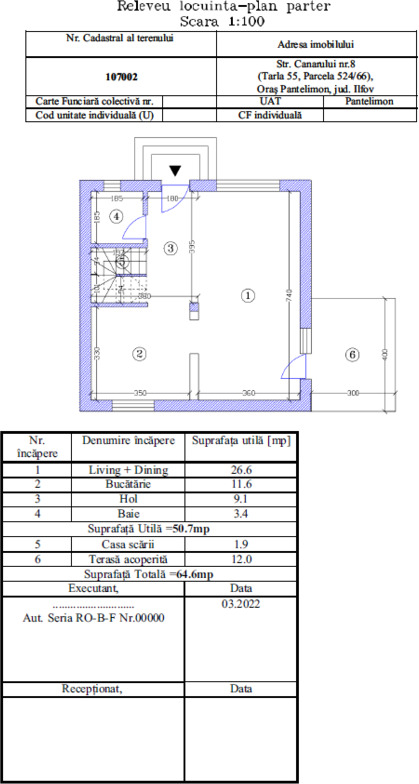 Releveu locuinta-plan parter
Scara 1:100
Nr. Cadastral al terenului
Adresa imobilului
107002
Str. Canarului nr.8
(Tarla 55, Parcela 524/66),
Oraş Pantelimon, jud. Ilfov
Carte Funciară colectivă nr.
UAT
Pantelimon
Cod unitate individuală (U)
CF individuală
185
180
185
4
3
395
1
740
380
330
2
6
400
350
360
300
Nr. încăpere
Denumire încăpere
Suprafaţa utilă [mp]
1 Living + Dining 26.6
2 Bucătărie 11.6
3 Hol 9.1
4 Baie 3.4
Suprafaţă Utilă =50.7mp
5 Casa scării 1.9
6 Terasă acoperită 12.0
Suprafaţă Totală =64.6mp
Executant,
Data
............................
03.2022
Aut. Seria RO-B-F Nr.00000
Recepţionat,
Data